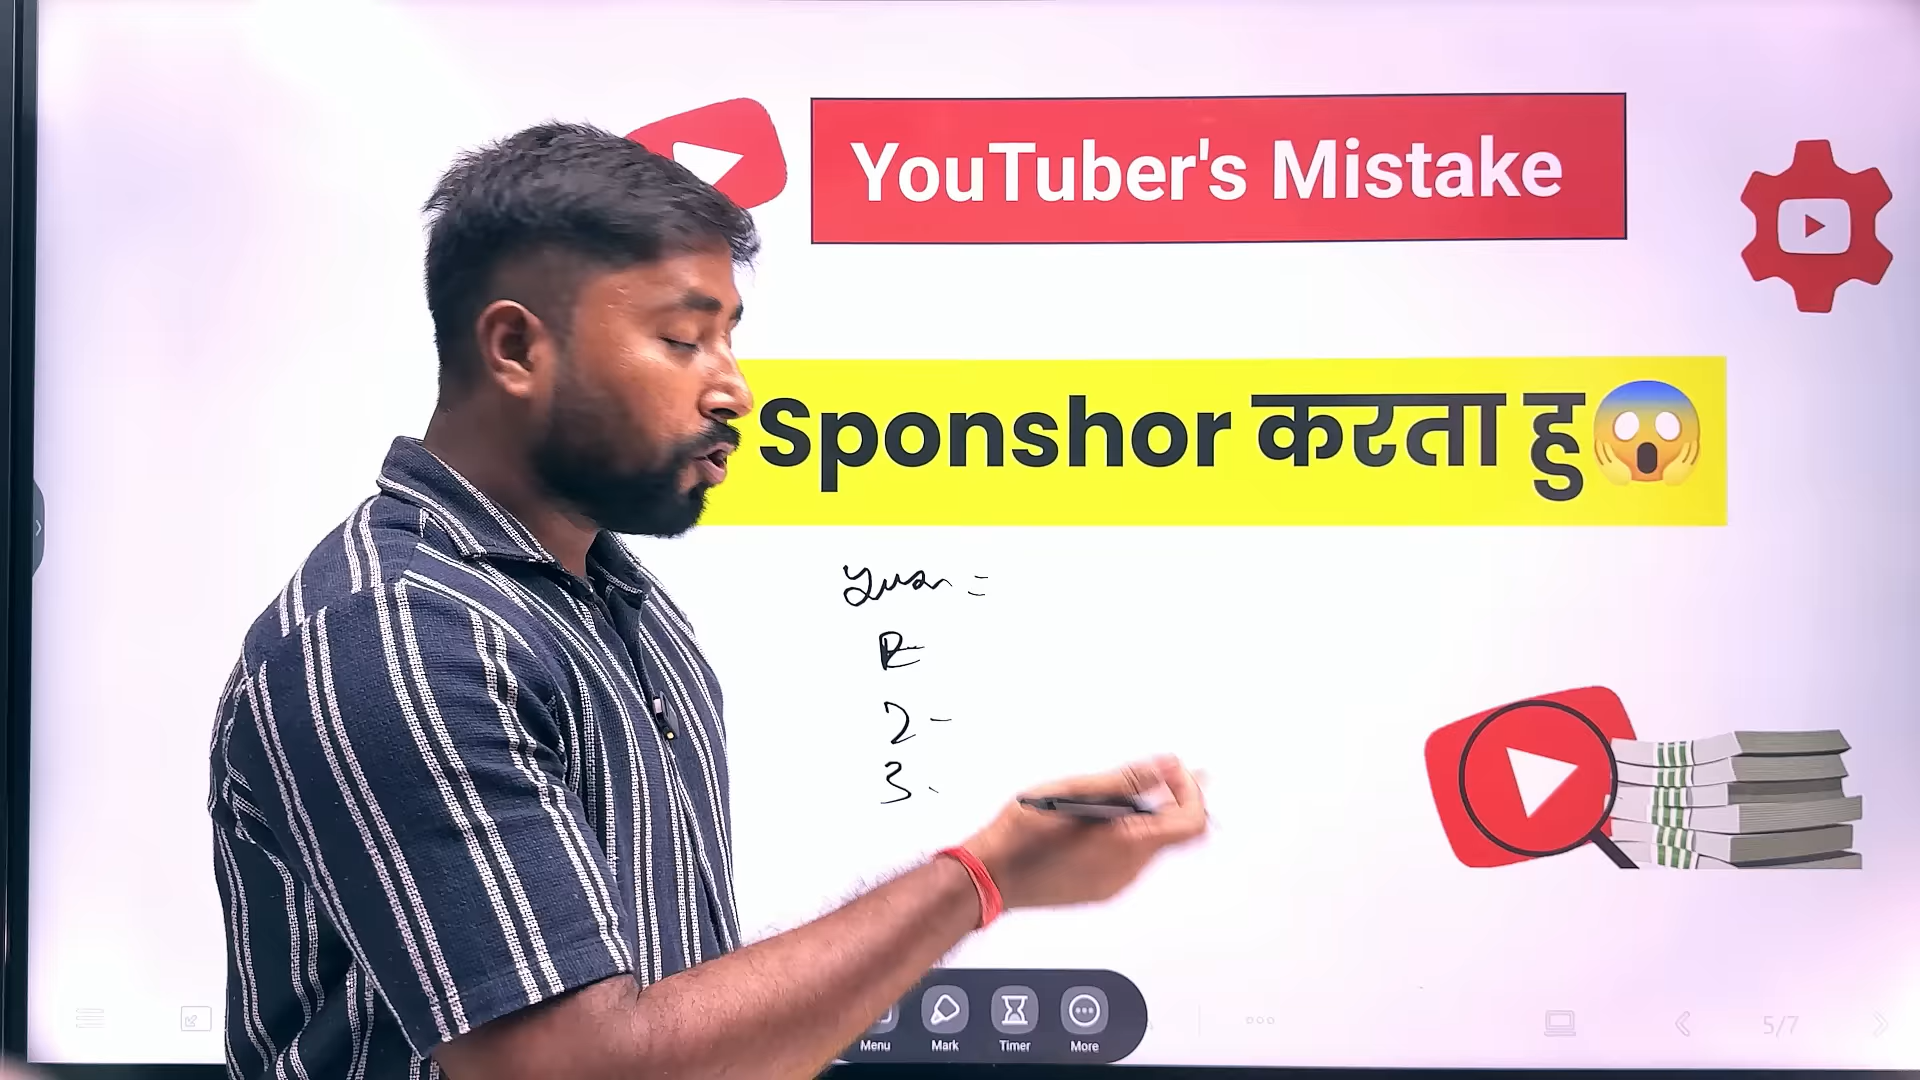 YouTuber's Mistake
Sponshor करता हु😱
2 -
3.
Menu Mark Timer More
5/7